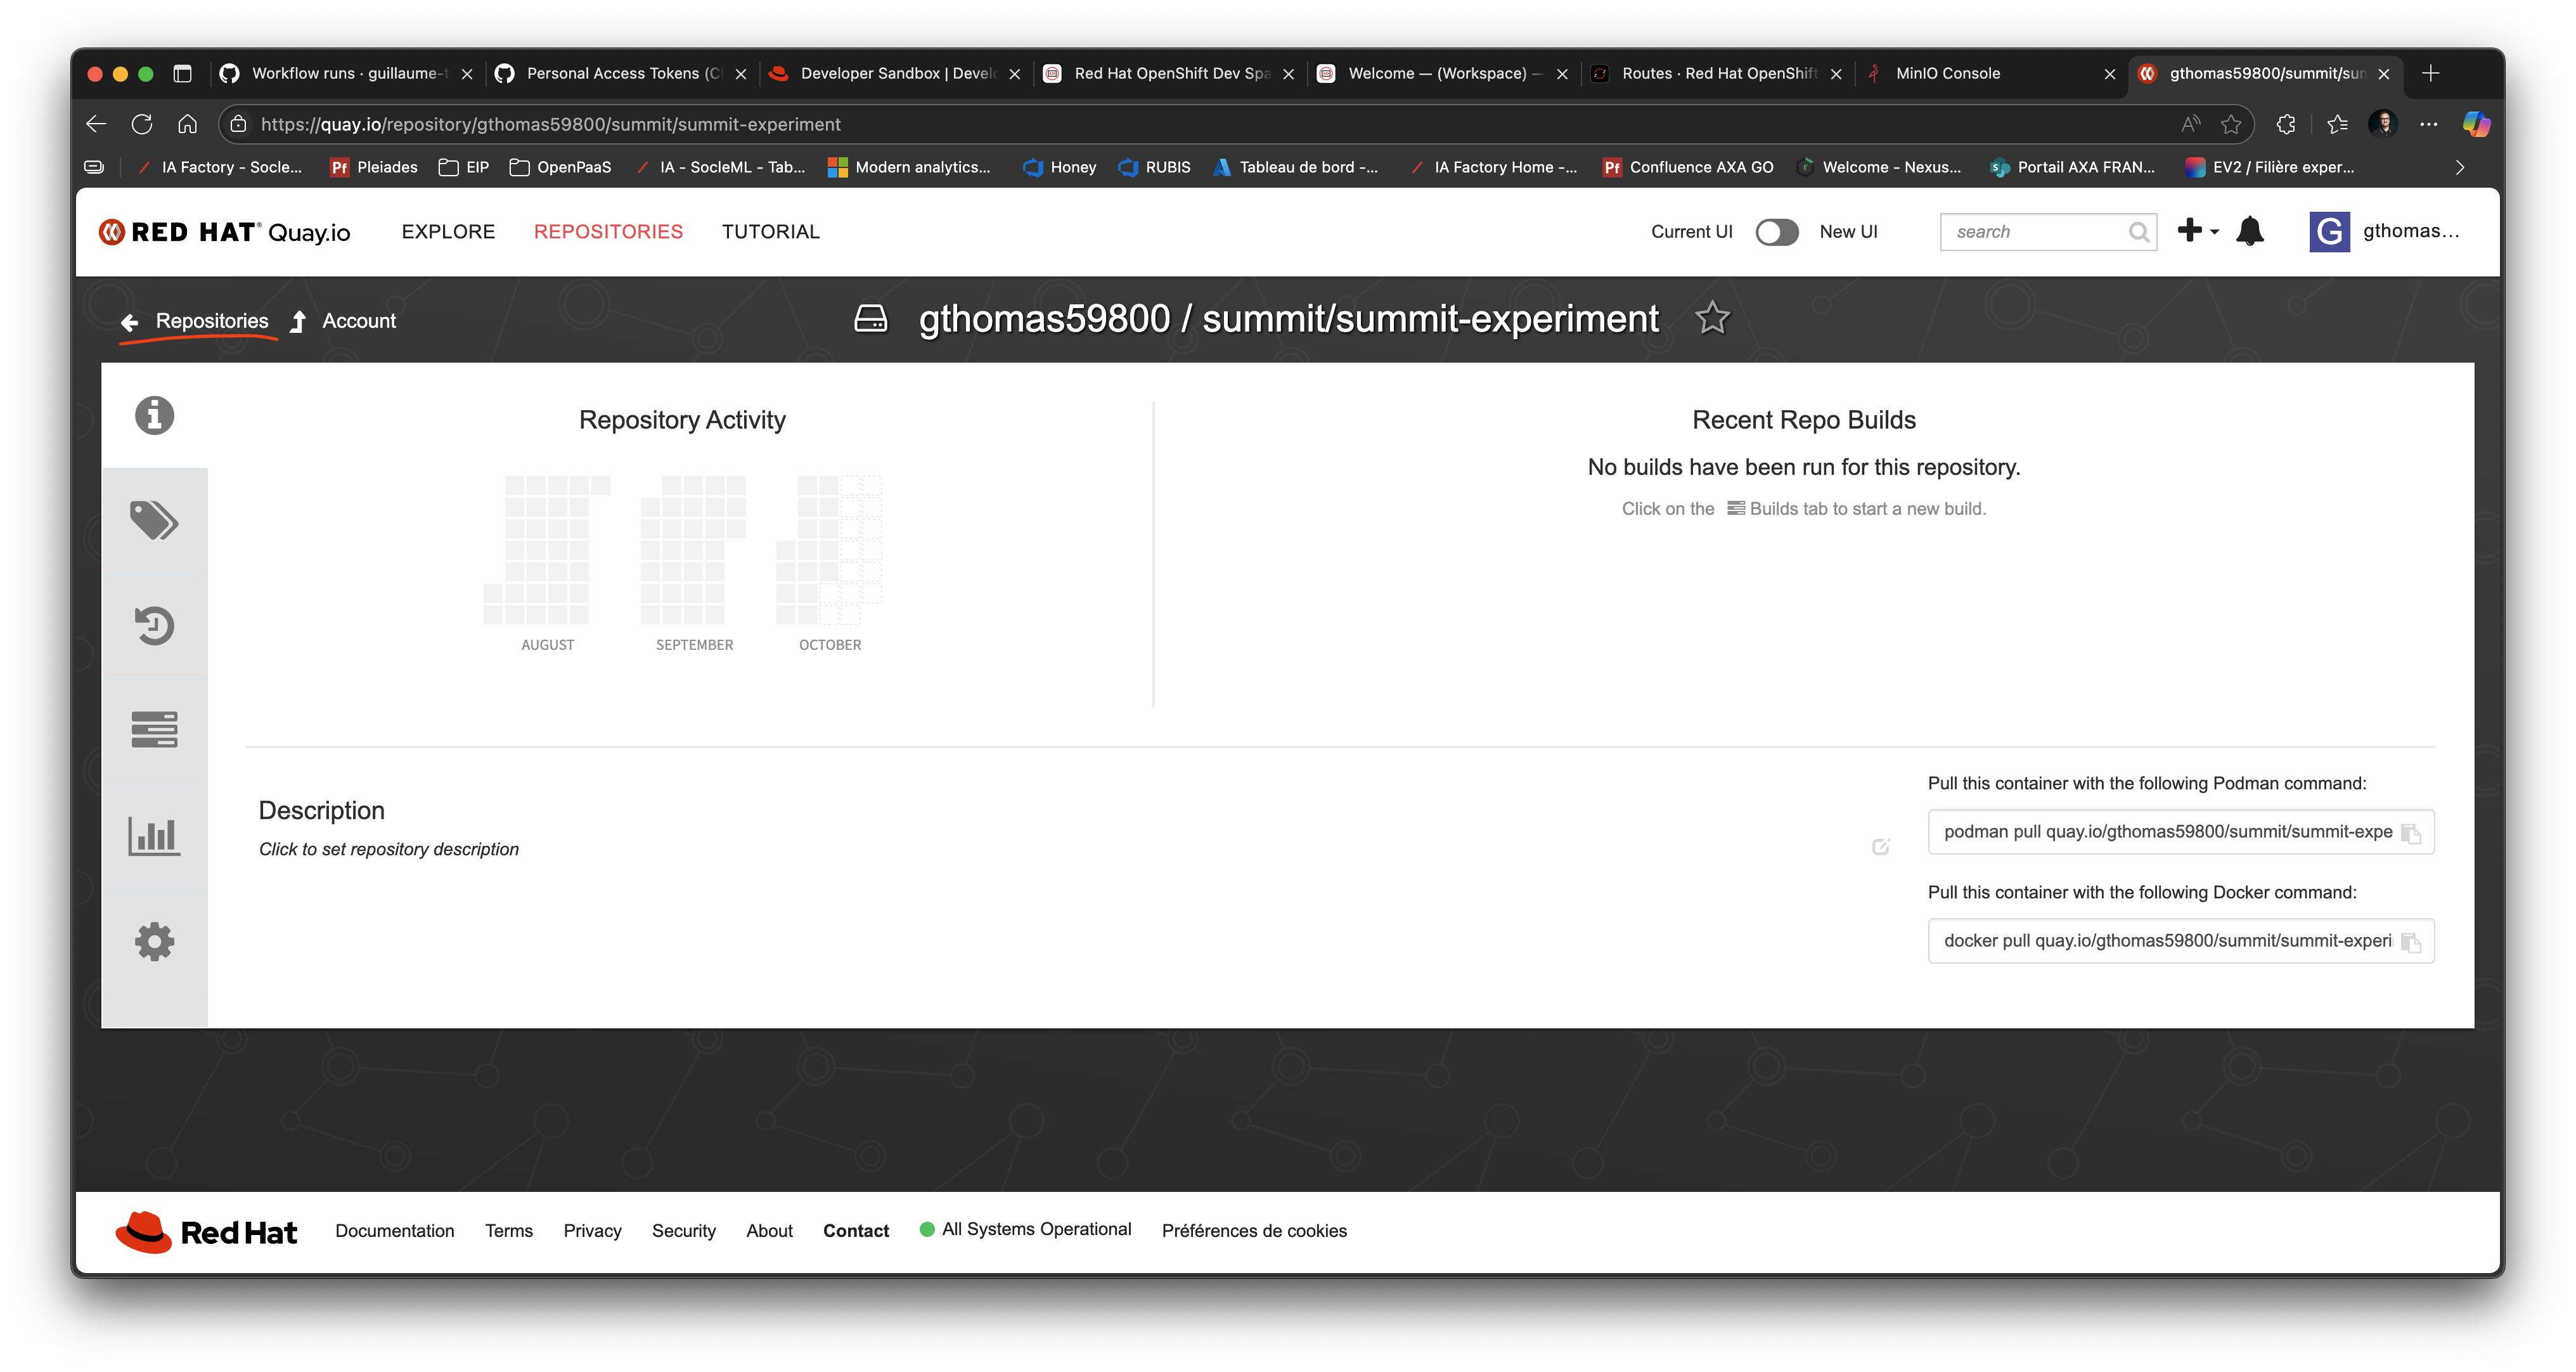 Workflow runs · guillaume-t
Personal Access Tokens (Cl
Developer Sandbox | Develo
Red Hat OpenShift Dev Spa
Welcome — (Workspace) —
Routes · Red Hat OpenShift
MinIO Console
gthomas59800/summit/sum
https://quay.io/repository/gthomas59800/summit/summit-experiment
IA Factory - Socle...
Pf Pleiades
EIP
OpenPaaS
IA - SocleML - Tab...
Modern analytics...
Honey
RUBIS
Tableau de bord -...
IA Factory Home -...
Pf Confluence AXA GO
Welcome - Nexus...
Portail AXA FRAN...
EV2 / Filière exper...
RED HAT® Quay.io
EXPLORE
REPOSITORIES
TUTORIAL
Current UI
New UI
search
G gthomas...
Repositories
Account
gthomas59800 / summit/summit-experiment
Repository Activity
AUGUST
SEPTEMBER
OCTOBER
Recent Repo Builds
No builds have been run for this repository.
Click on the Builds tab to start a new build.
Description
Click to set repository description
Pull this container with the following Podman command:
podman pull quay.io/gthomas59800/summit/summit-expe
Pull this container with the following Docker command:
docker pull quay.io/gthomas59800/summit/summit-experi
Red Hat
Documentation
Terms
Privacy
Security
About
Contact
All Systems Operational
Préférences de cookies